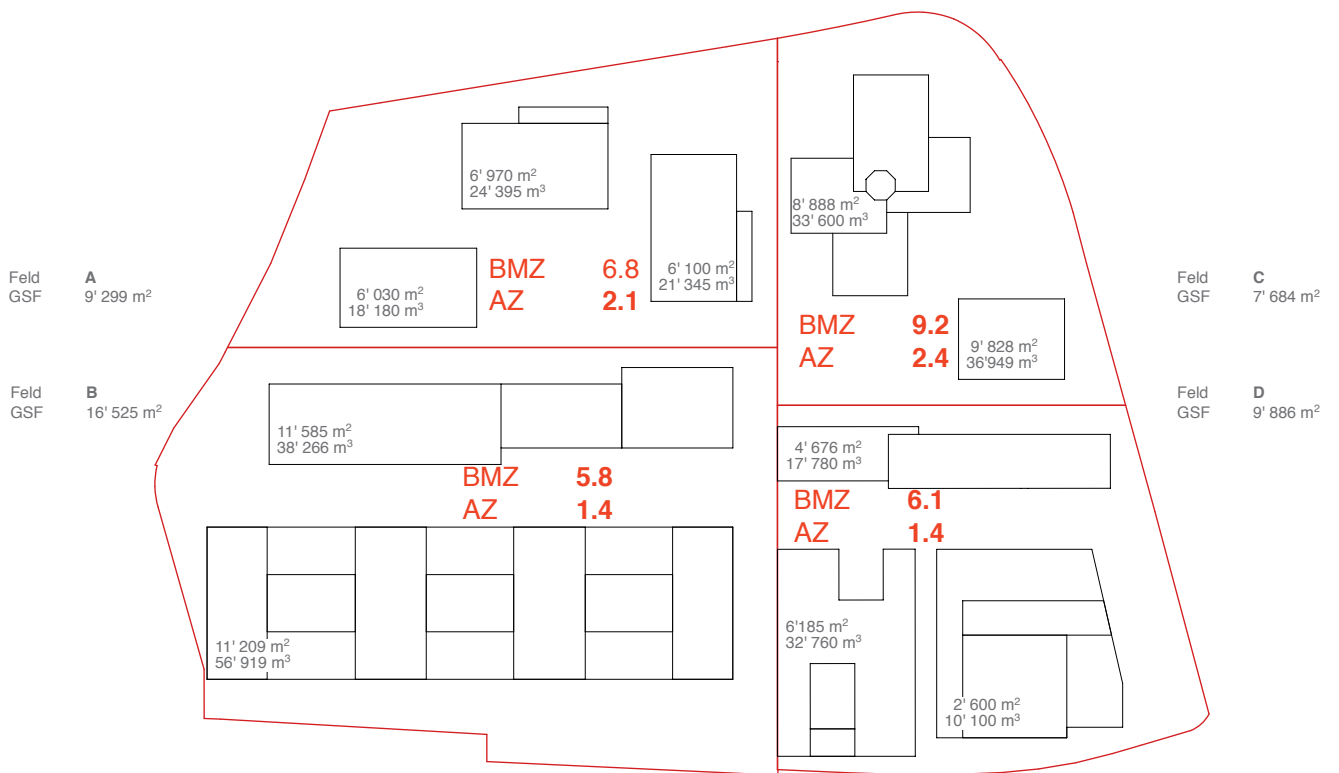 6' 970 m²
24' 395 m³
8' 888 m²
33' 600 m³
BMZ 6.8
AZ 2.1
6' 100 m²
21' 345 m³
6' 030 m²
18' 180 m³
Feld A
GSF 9' 299 m²
Feld C
GSF 7' 684 m²
BMZ 9.2
AZ 2.4
9' 828 m²
36'949 m³
Feld B
GSF 16' 525 m²
Feld D
GSF 9' 886 m²
11' 585 m²
38' 266 m³
4' 676 m²
17' 780 m³
BMZ 5.8
AZ 1.4
BMZ 6.1
AZ 1.4
11' 209 m²
56' 919 m³
6'185 m²
32' 760 m³
2' 600 m²
10' 100 m³